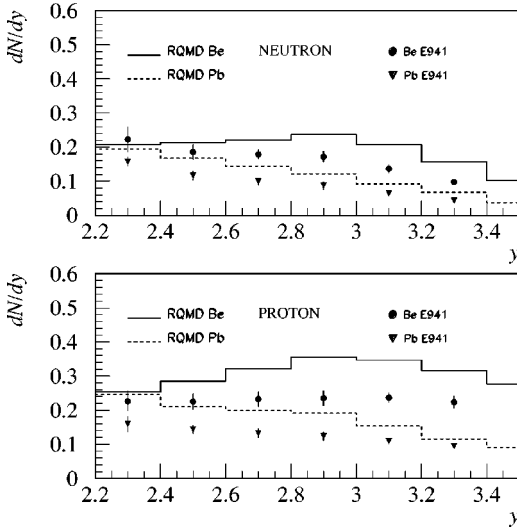 dN/dy
0.6
0.5
0.4
0.3
0.2
0.1
0
RQMD Be NEUTRON Be E941
RQMD Pb Pb E941
2.2 2.4 2.6 2.8 3 3.2 3.4
y
dN/dy
0.6
0.5
0.4
0.3
0.2
0.1
0
RQMD Be PROTON Be E941
RQMD Pb Pb E941
2.2 2.4 2.6 2.8 3 3.2 3.4
y